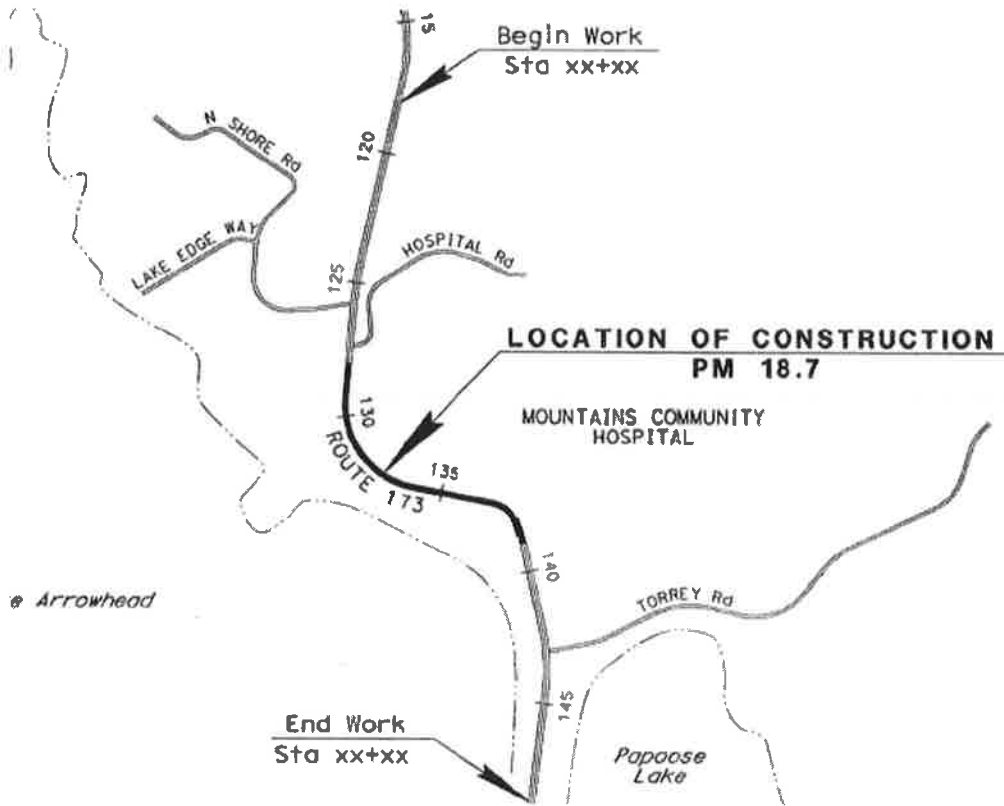 15
Begin Work
Sta xx+xx
N SHORE Rd
120
LAKE EDGE WAY
HOSPITAL Rd
125
LOCATION OF CONSTRUCTION
PM 18.7
130
MOUNTAINS COMMUNITY
HOSPITAL
ROUTE 173
135
140
e Arrowhead
TORREY Rd
145
End Work
Sta xx+xx
Papoose
Lake